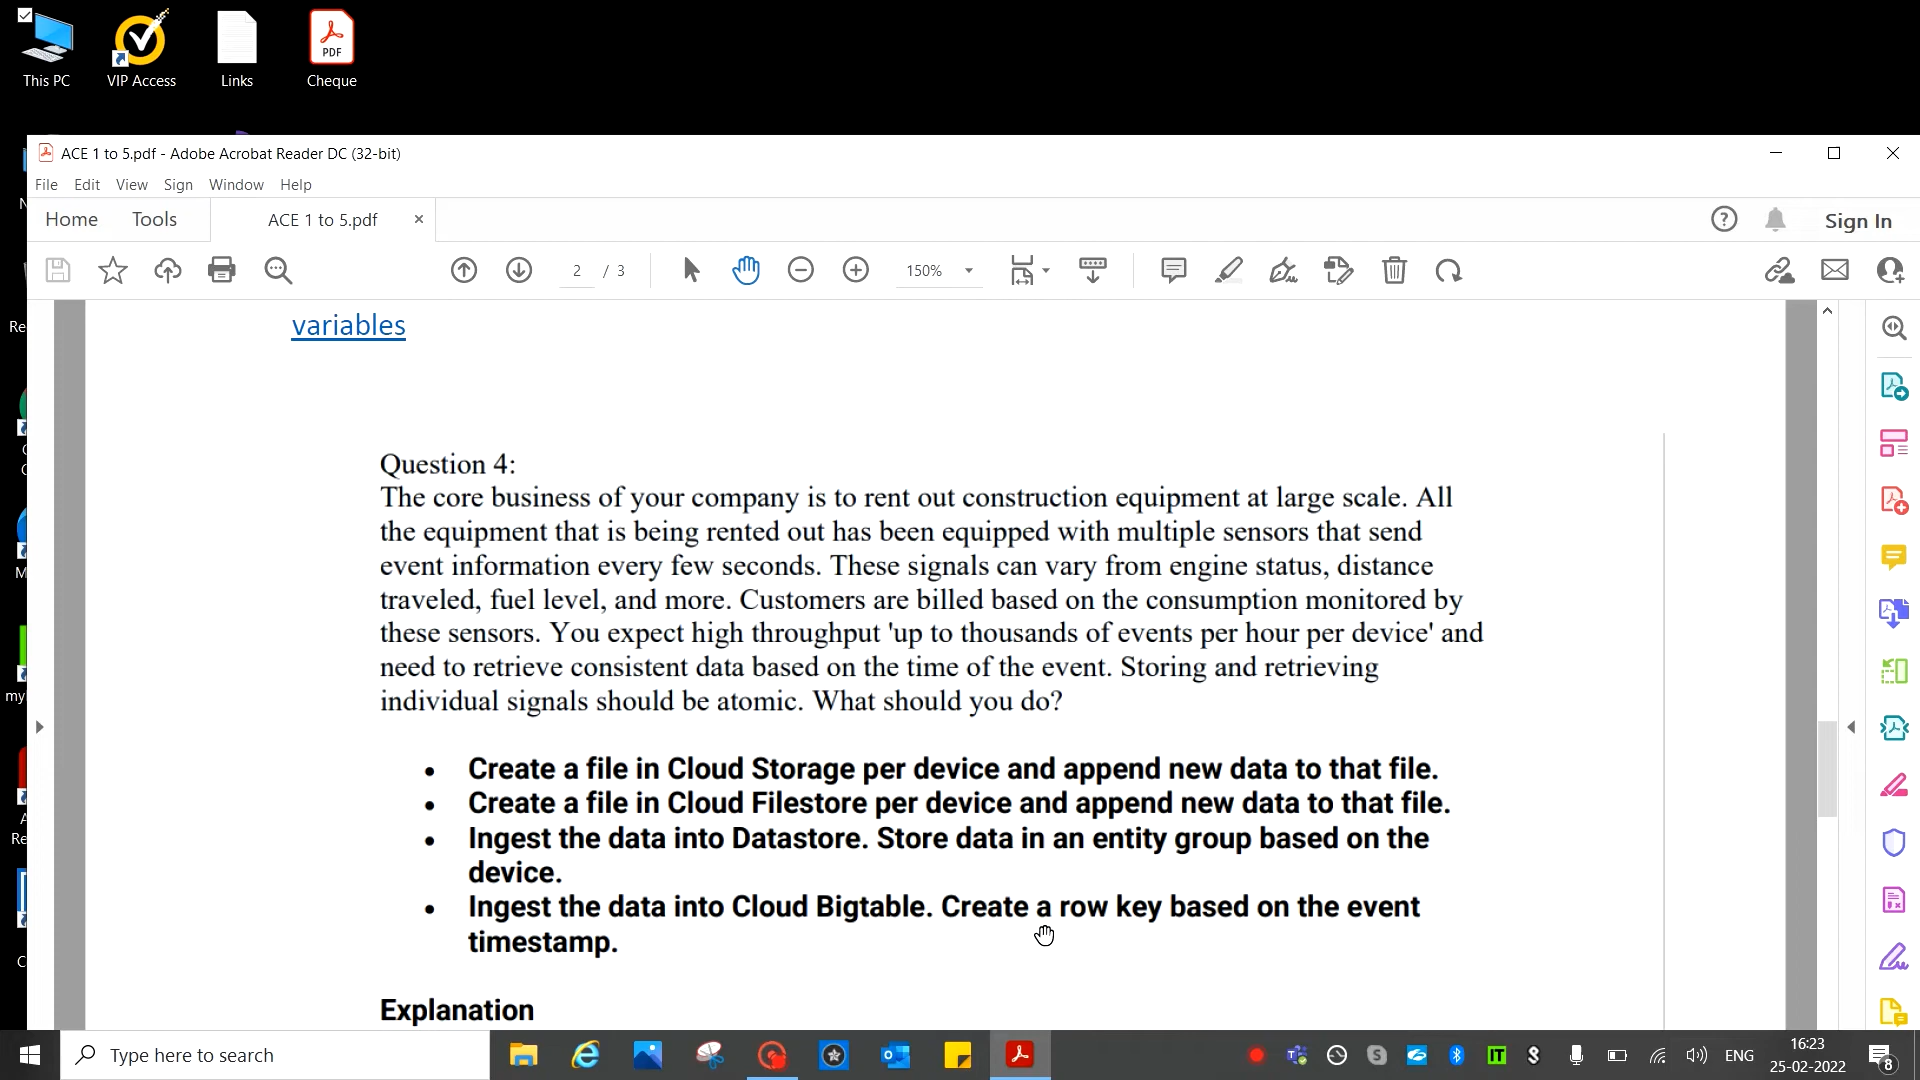 This PC
VIP Access
Links
Cheque
PDF
ACE 1 to 5.pdf - Adobe Acrobat Reader DC (32-bit)
File Edit View Sign Window Help
Home Tools ACE 1 to 5.pdf × Sign In
2 / 3 150%
variables
Question 4:
The core business of your company is to rent out construction equipment at large scale. All
the equipment that is being rented out has been equipped with multiple sensors that send
event information every few seconds. These signals can vary from engine status, distance
traveled, fuel level, and more. Customers are billed based on the consumption monitored by
these sensors. You expect high throughput 'up to thousands of events per hour per device' and
need to retrieve consistent data based on the time of the event. Storing and retrieving
individual signals should be atomic. What should you do?
• Create a file in Cloud Storage per device and append new data to that file.
• Create a file in Cloud Filestore per device and append new data to that file.
• Ingest the data into Datastore. Store data in an entity group based on the
device.
• Ingest the data into Cloud Bigtable. Create a row key based on the event
timestamp.
Explanation
Type here to search
ENG
16:23
25-02-2022
8